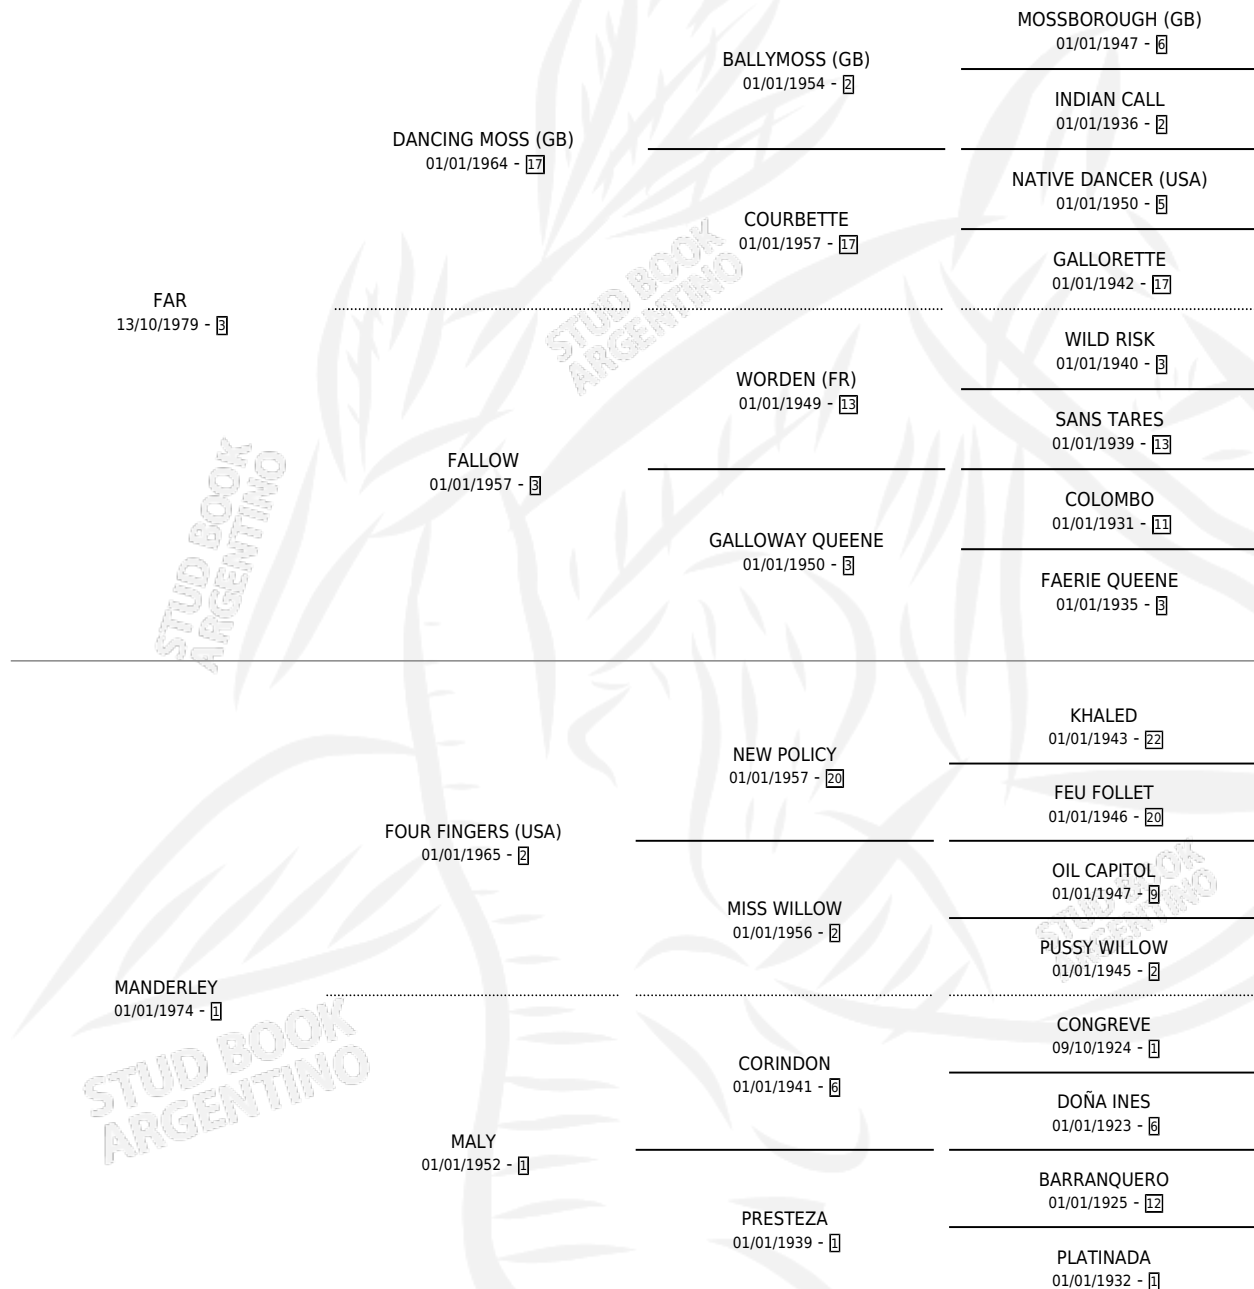 MOSSBOROUGH (GB)
01/01/1947 - 6
BALLYMOSS (GB)
01/01/1954 - 2
INDIAN CALL
01/01/1936 - 2
DANCING MOSS (GB)
01/01/1964 - 17
NATIVE DANCER (USA)
01/01/1950 - 5
COURBETTE
01/01/1957 - 17
GALLORETTE
01/01/1942 - 17
FAR
13/10/1979 - 3
WILD RISK
01/01/1940 - 3
WORDEN (FR)
01/01/1949 - 13
SANS TARES
01/01/1939 - 13
FALLOW
01/01/1957 - 3
COLOMBO
01/01/1931 - 11
GALLOWAY QUEENE
01/01/1950 - 3
FAERIE QUEENE
01/01/1935 - 3
KHALED
01/01/1943 - 22
NEW POLICY
01/01/1957 - 20
FEU FOLLET
01/01/1946 - 20
FOUR FINGERS (USA)
01/01/1965 - 2
OIL CAPITOL
01/01/1947 - 9
MISS WILLOW
01/01/1956 - 2
PUSSY WILLOW
01/01/1945 - 2
MANDERLEY
01/01/1974 - 1
CONGREVE
09/10/1924 - 1
CORINDON
01/01/1941 - 6
DOÑA INES
01/01/1923 - 6
MALY
01/01/1952 - 1
BARRANQUERO
01/01/1925 - 12
PRESTEZA
01/01/1939 - 1
PLATINADA
01/01/1932 - 1
STUD BOOK
ARGENTINO
STUD BOOK
ARGENTINO
STUD BOOK
ARGENTINO
STUD BOOK
ARGENTINO